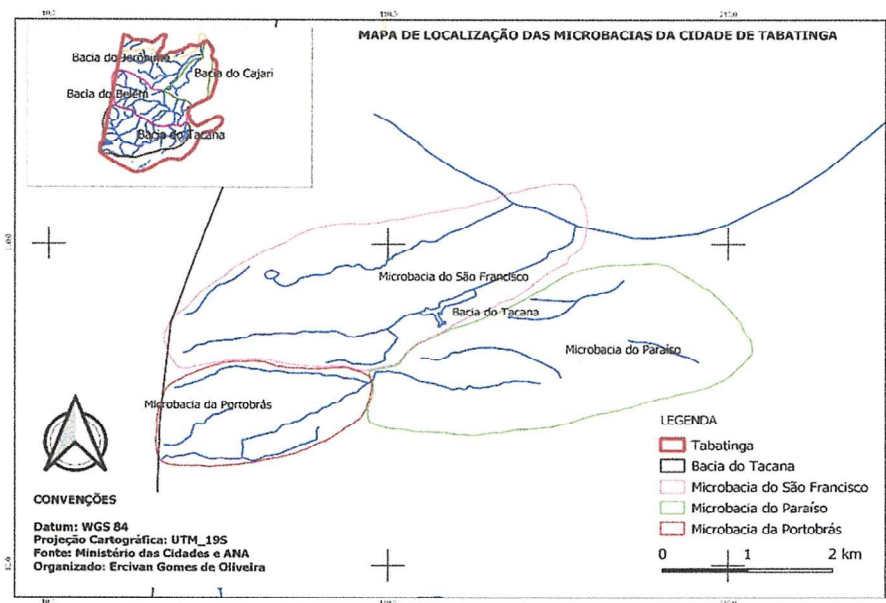 MAPA DE LOCALIZAÇÃO DAS MICROBACIAS DA CIDADE DE TABATINGA
Bacia do Jerônimo
Bacia do Cajari
Bacia do Belém
Bacia do Tacana
Microbacia do São Francisco
Bacia do Tacana
Microbacia do Paraíso
Microbacia da Portobrás
LEGENDA
Tabatinga
Bacia do Tacana
Microbacia do São Francisco
Microbacia do Paraíso
Microbacia da Portobrás
0 1 2 km
CONVENÇÕES
Datum: WGS 84
Projeção Cartográfica: UTM_19S
Fonte: Ministério das Cidades e ANA
Organizado: Ercivan Gomes de Oliveira